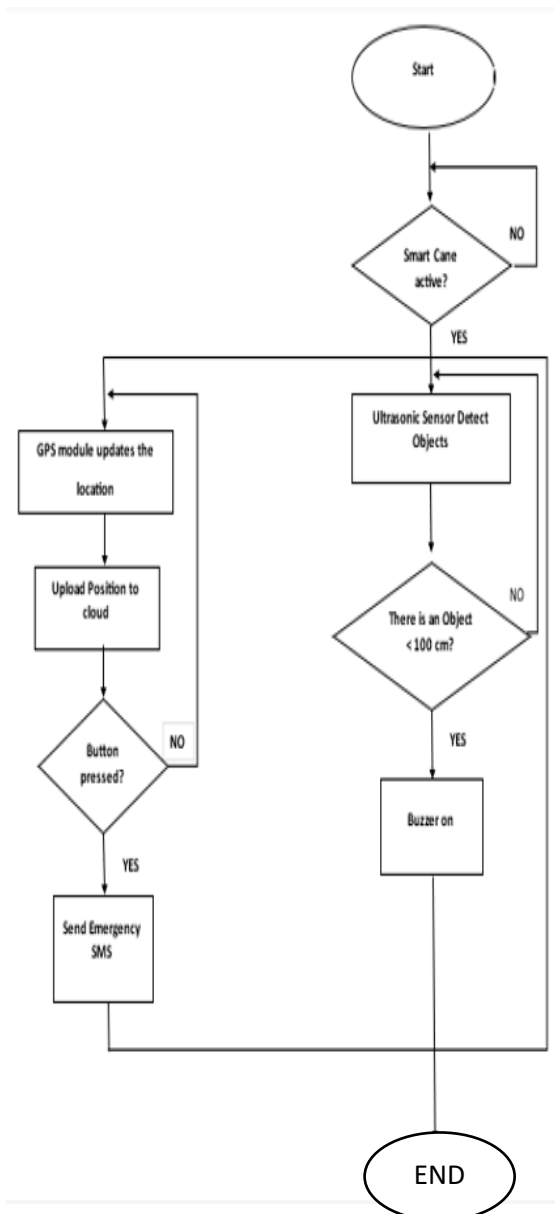 Start
NO
Smart Cane
active?
YES
GPS module updates the
location
Upload Position to
cloud
NO
Button
pressed?
YES
Send Emergency
SMS
Ultrasonic Sensor Detect
Objects
NO
There is an Object
< 100 cm?
YES
Buzzer on
END